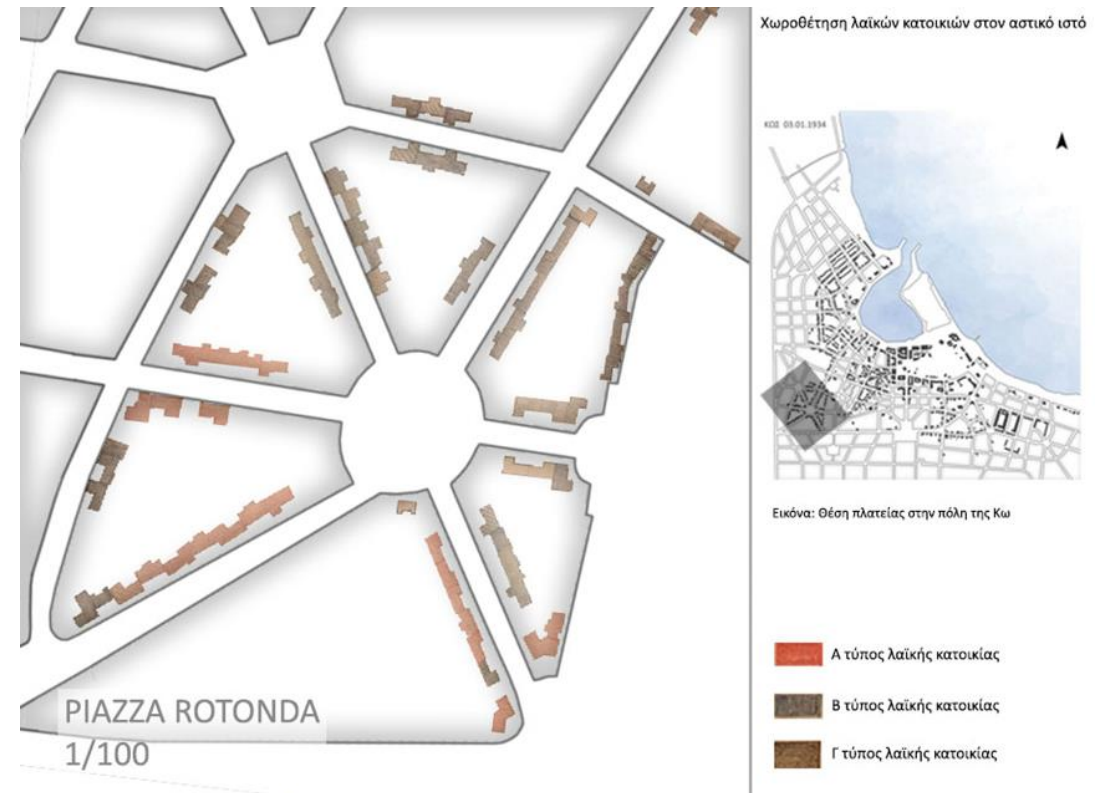 Χωροθέτηση λαϊκών κατοικιών στον αστικό ιστό
ΚΩΣ 03.01.1934
Εικόνα: Θέση πλατείας στην πόλη της Κω
Α τύπος λαϊκής κατοικίας
Β τύπος λαϊκής κατοικίας
Γ τύπος λαϊκής κατοικίας
PIAZZA ROTONDA
1/100